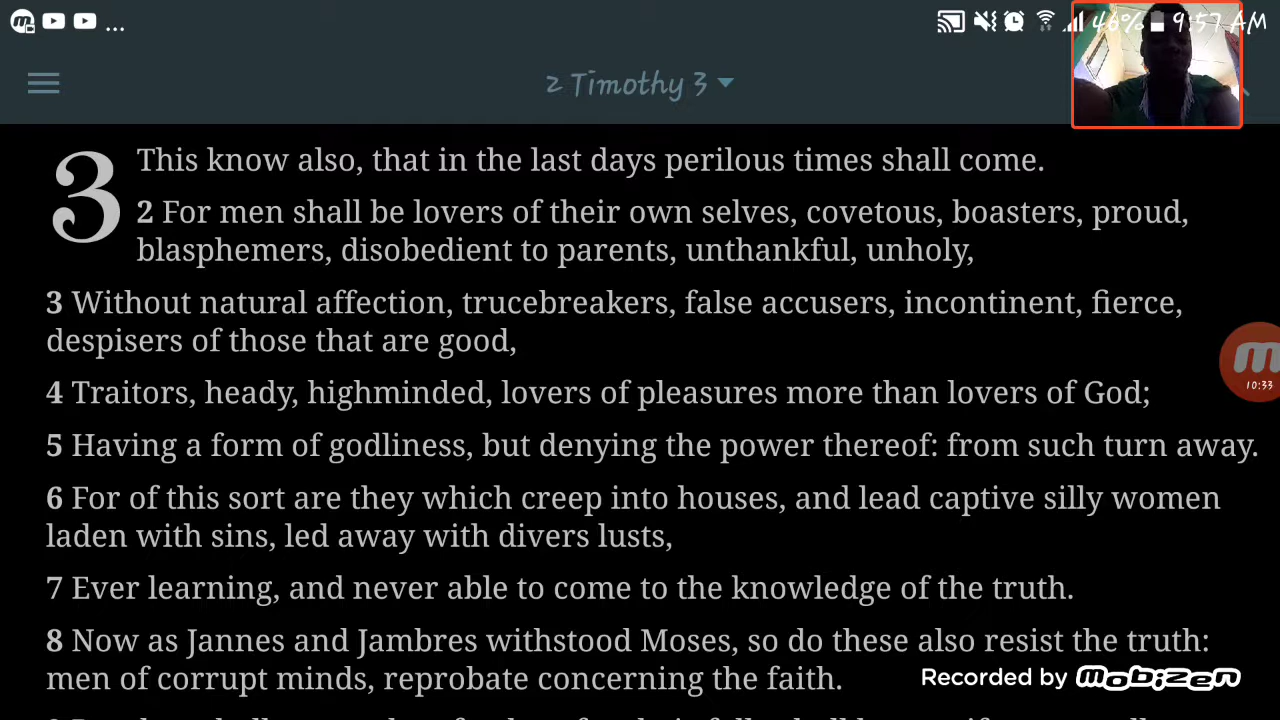 ... 46% 9:57 AM
2 Timothy 3
3 This know also, that in the last days perilous times shall come.
2 For men shall be lovers of their own selves, covetous, boasters, proud,
blasphemers, disobedient to parents, unthankful, unholy,
3 Without natural affection, trucebreakers, false accusers, incontinent, fierce,
despisers of those that are good,
4 Traitors, heady, highminded, lovers of pleasures more than lovers of God;
5 Having a form of godliness, but denying the power thereof: from such turn away.
6 For of this sort are they which creep into houses, and lead captive silly women
laden with sins, led away with divers lusts,
7 Ever learning, and never able to come to the knowledge of the truth.
8 Now as Jannes and Jambres withstood Moses, so do these also resist the truth:
men of corrupt minds, reprobate concerning the faith.
m
10:33
Recorded by mobizen